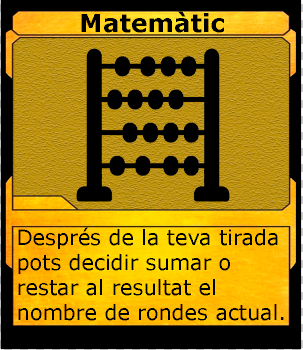 Matemàtic
Després de la teva tirada
pots decidir sumar o
restar al resultat el
nombre de rondes actual.